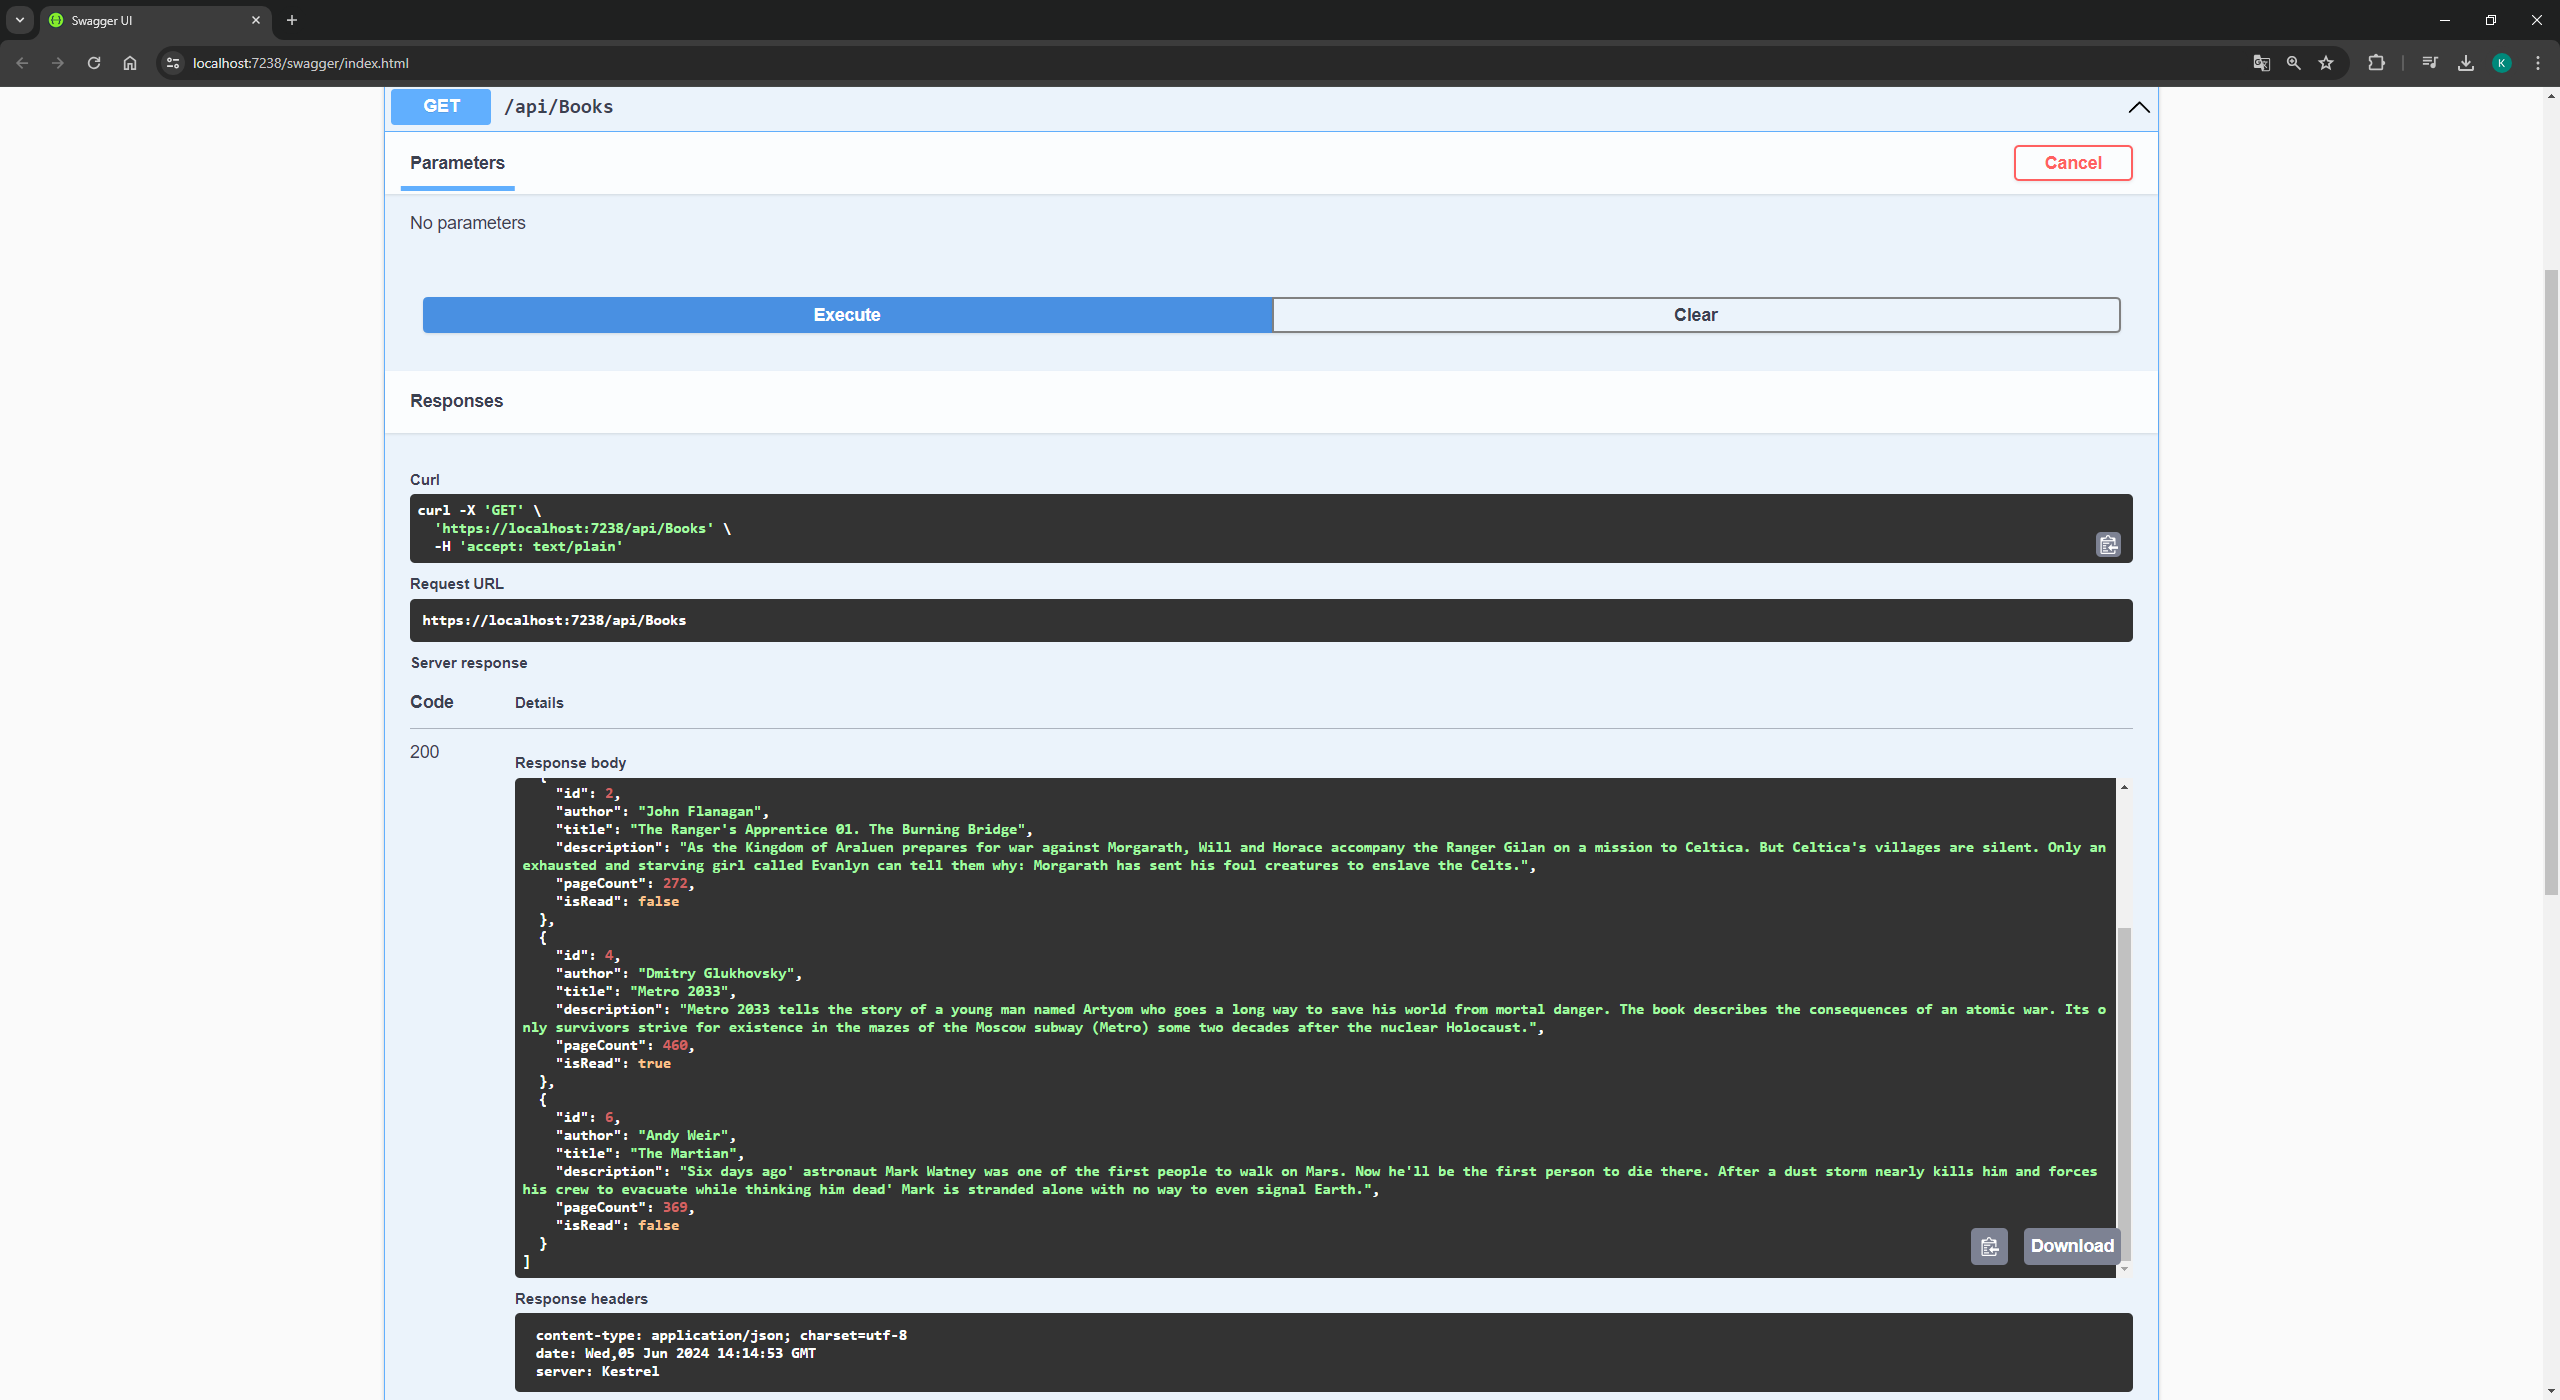 Swagger UI
localhost:7238/swagger/index.html
K
GET /api/Books
Parameters
Cancel
No parameters
Execute
Clear
Responses
Curl
curl -X 'GET' \
  'https://localhost:7238/api/Books' \
  -H 'accept: text/plain'
Request URL
https://localhost:7238/api/Books
Server response
Code Details
200
Response body
{
    "id": 2,
    "author": "John Flanagan",
    "title": "The Ranger's Apprentice 01. The Burning Bridge",
    "description": "As the Kingdom of Araluen prepares for war against Morgarath, Will and Horace accompany the Ranger Gilan on a mission to Celtica. But Celtica's villages are silent. Only an
exhausted and starving girl called Evanlyn can tell them why: Morgarath has sent his foul creatures to enslave the Celts.",
    "pageCount": 272,
    "isRead": false
  },
  {
    "id": 4,
    "author": "Dmitry Glukhovsky",
    "title": "Metro 2033",
    "description": "Metro 2033 tells the story of a young man named Artyom who goes a long way to save his world from mortal danger. The book describes the consequences of an atomic war. Its o
nly survivors strive for existence in the mazes of the Moscow subway (Metro) some two decades after the nuclear Holocaust.",
    "pageCount": 460,
    "isRead": true
  },
  {
    "id": 6,
    "author": "Andy Weir",
    "title": "The Martian",
    "description": "Six days ago' astronaut Mark Watney was one of the first people to walk on Mars. Now he'll be the first person to die there. After a dust storm nearly kills him and forces
his crew to evacuate while thinking him dead' Mark is stranded alone with no way to even signal Earth.",
    "pageCount": 369,
    "isRead": false
  }
]
Download
Response headers
content-type: application/json; charset=utf-8
date: Wed,05 Jun 2024 14:14:53 GMT
server: Kestrel